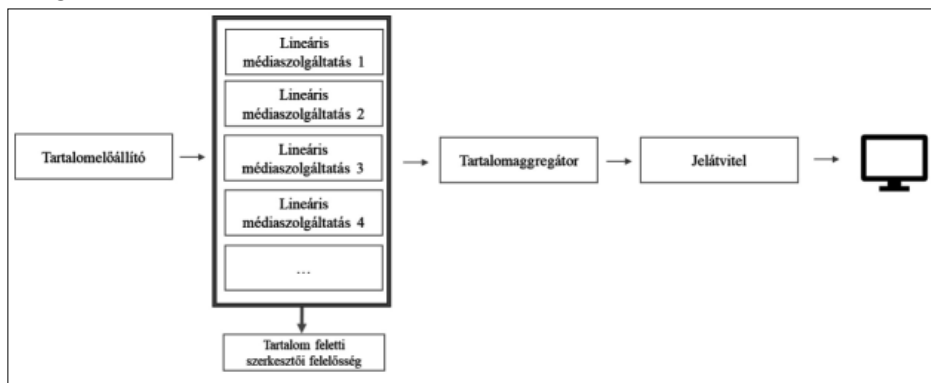 Lineáris
médiaszolgáltatás 1
Lineáris
médiaszolgáltatás 2
Tartalomelőállító
Lineáris
médiaszolgáltatás 3
Tartalomaggregátor
Jelátvitel
Lineáris
médiaszolgáltatás 4
…
Tartalom feletti
szerkesztői felelősség